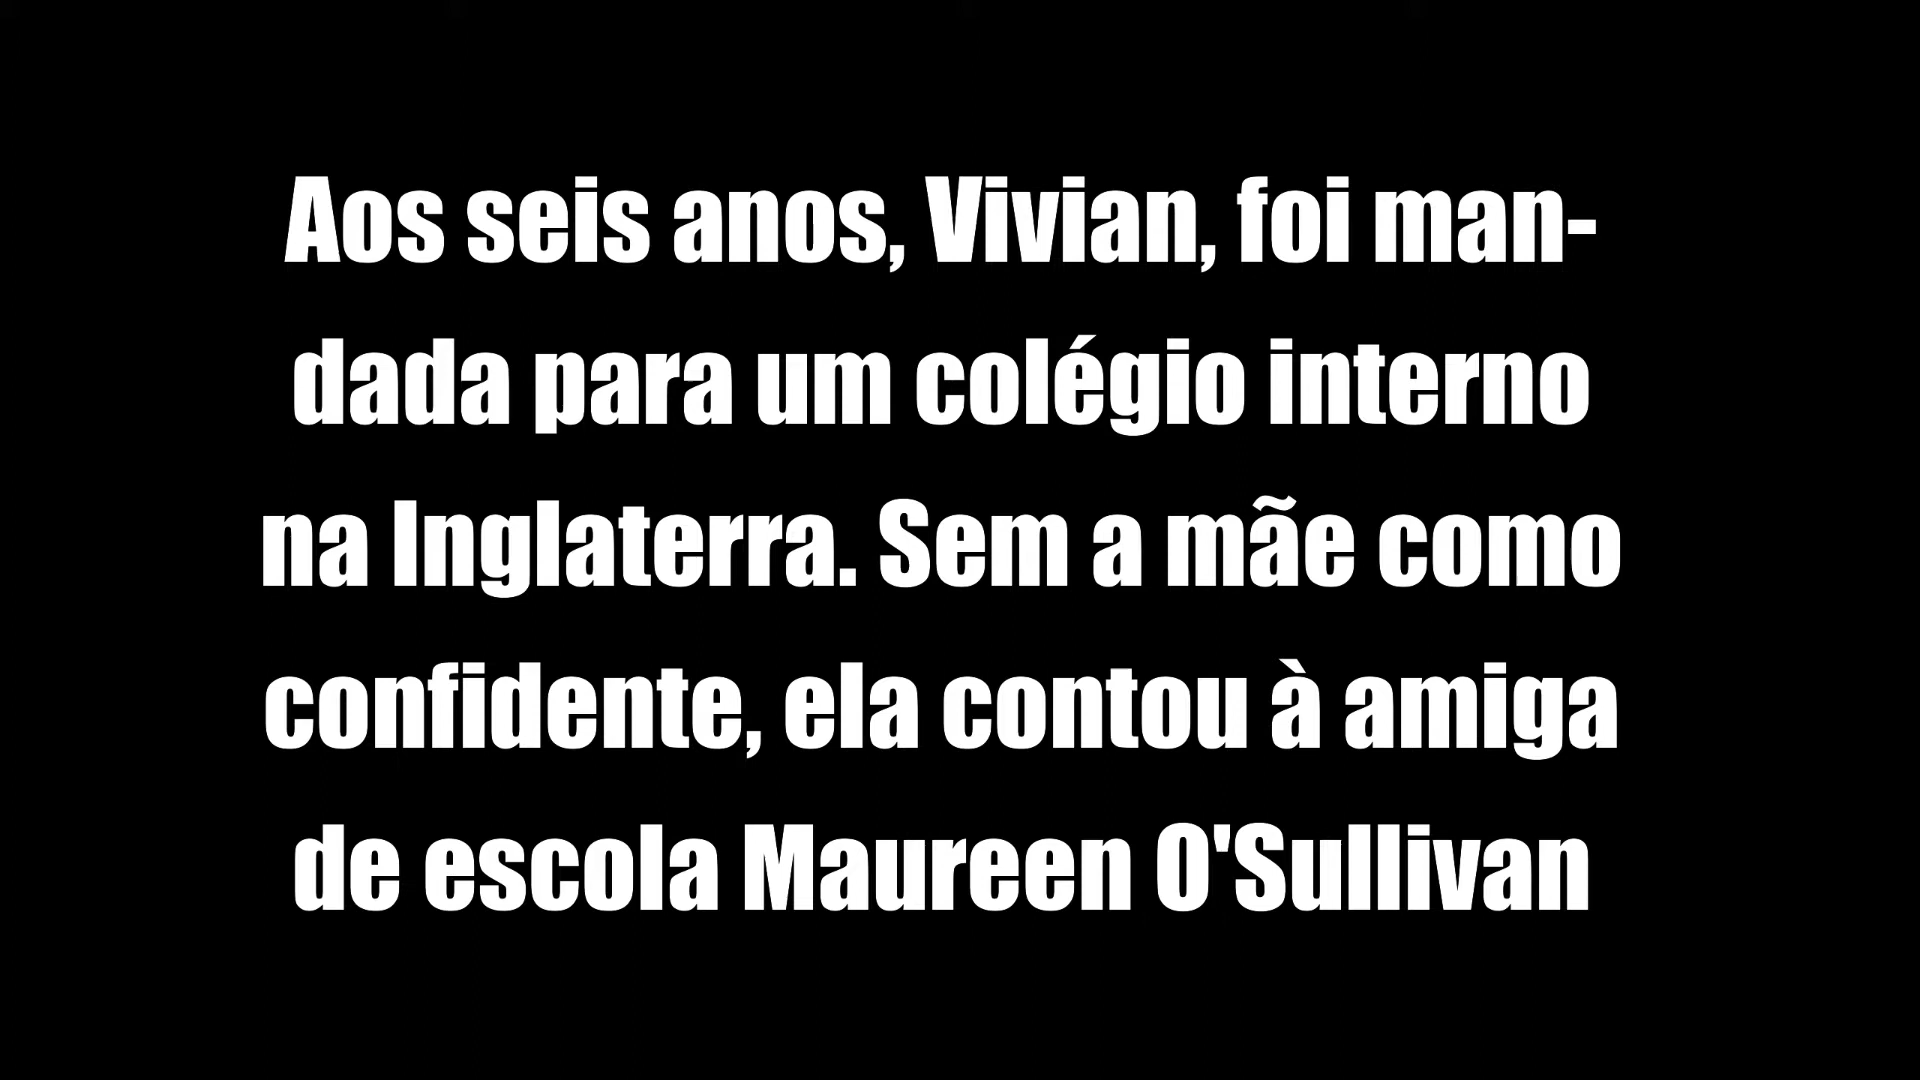 Aos seis anos, Vivian, foi man-
dada para um colégio interno
na Inglaterra. Sem a mãe como
confidente, ela contou à amiga
de escola Maureen O'Sullivan